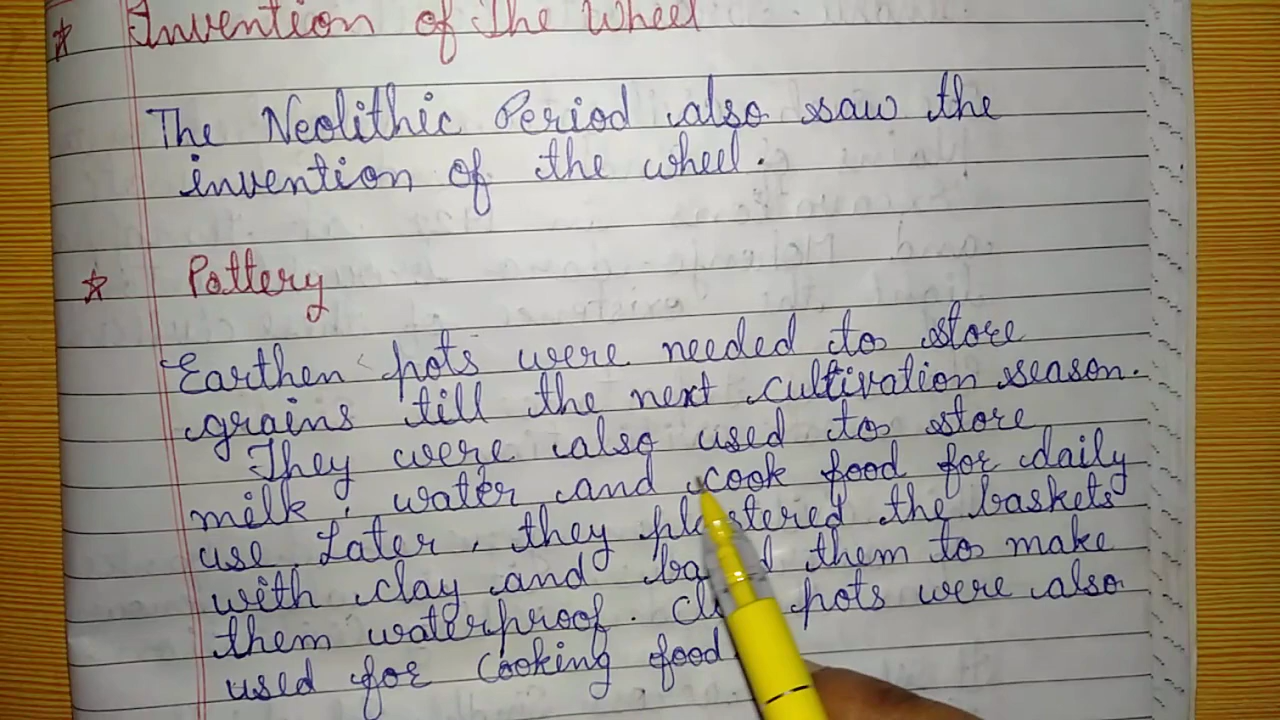 ☆ Invention of The Wheel
The Neolithic Period also saw the
invention of the wheel.
☆ Pottery
Earthen pots were needed to store
grains till the next cultivation season.
They were also used to store
milk, water and cook food for daily
use. Later, they plastered the baskets
with clay and them to make
them waterproof. pots were also
used for cooking food